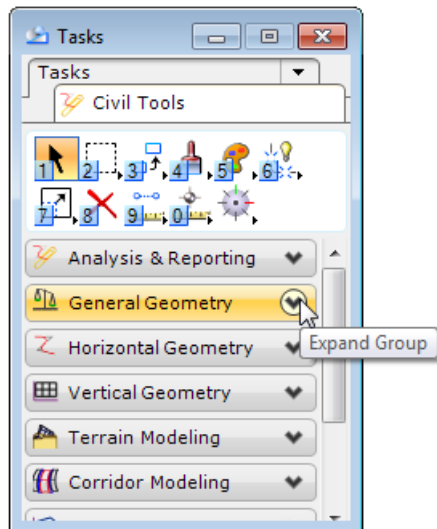 Tasks
Tasks
Civil Tools
1 2 3 4 5 6
7 8 9 0
Analysis & Reporting
General Geometry
Expand Group
Horizontal Geometry
Vertical Geometry
Terrain Modeling
Corridor Modeling